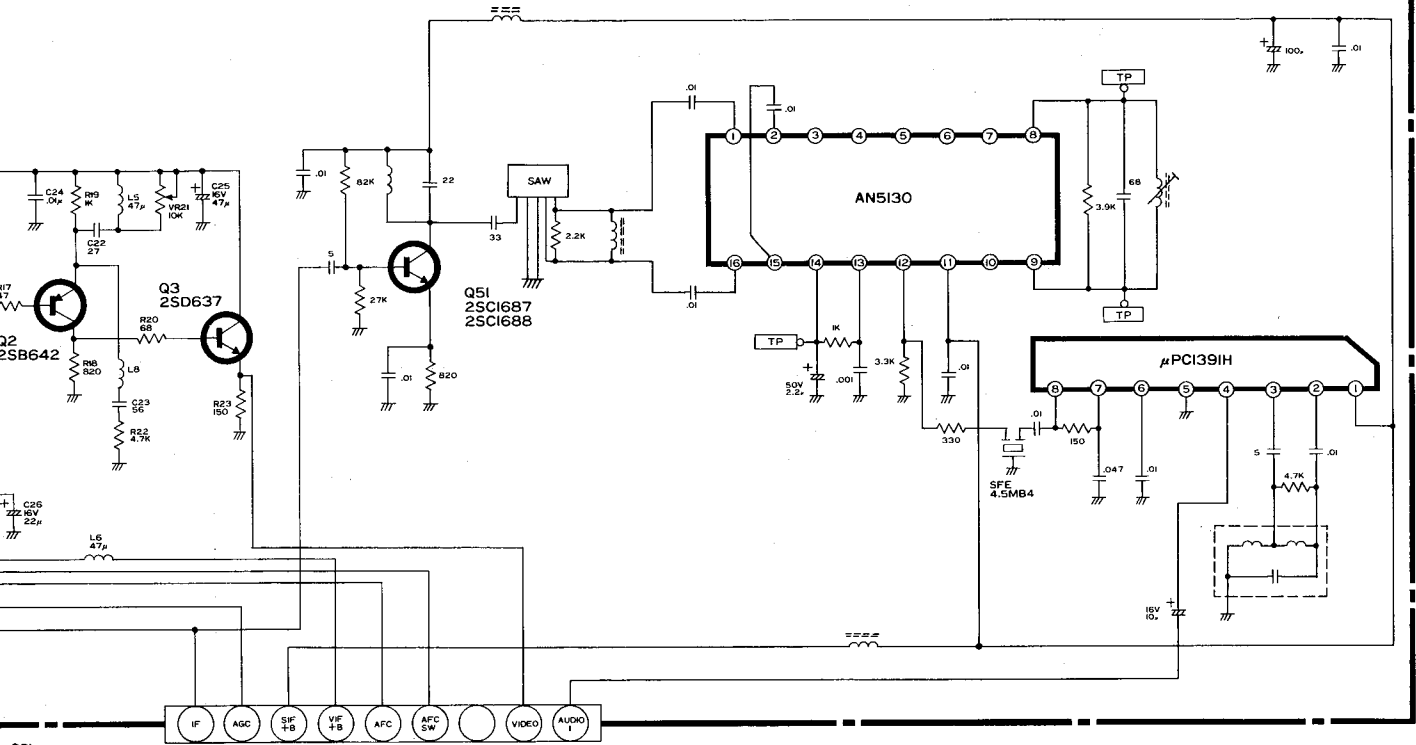 100μ
.01
TP
.01
.01
1 2 3 4 5 6 7 8
.01
82K
22
SAW
AN5130
68
3.9K
C24
.01μ
R19
1K
L5
47μ
VR21
10K
C25
16V
47μ
C22
27
33
2.2K
5
16 15 14 13 12 11 10 9
.01
TP
47
Q3
2SD637
27K
Q51
2SC1687
2SC1688
R20
68
Q2
2SB642
R18
820
L8
TP
1K
3.3K
μPC1391H
.01
820
50V
2.2μ
.001
.01
8 7 6 5 4 3 2 1
C23
56
R23
150
R22
4.7K
.01
330
150
SFE
4.5MB4
.047
.01
5
.01
4.7K
C26
16V
22μ
L6
47μ
16V
10μ
IF
AGC
SIF
+B
VIF
+B
AFC
AFC
SW
VIDEO
AUDIO
1